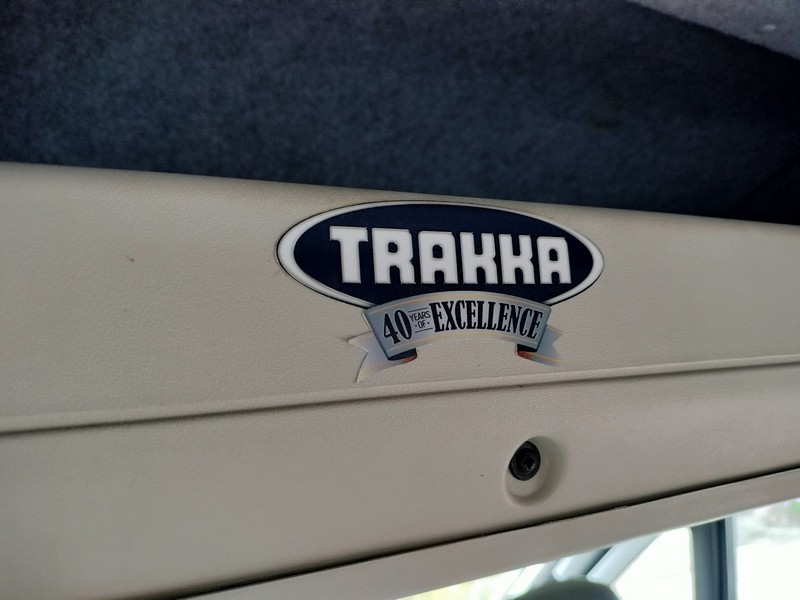 TRAKKA
40 YEARS OF EXCELLENCE